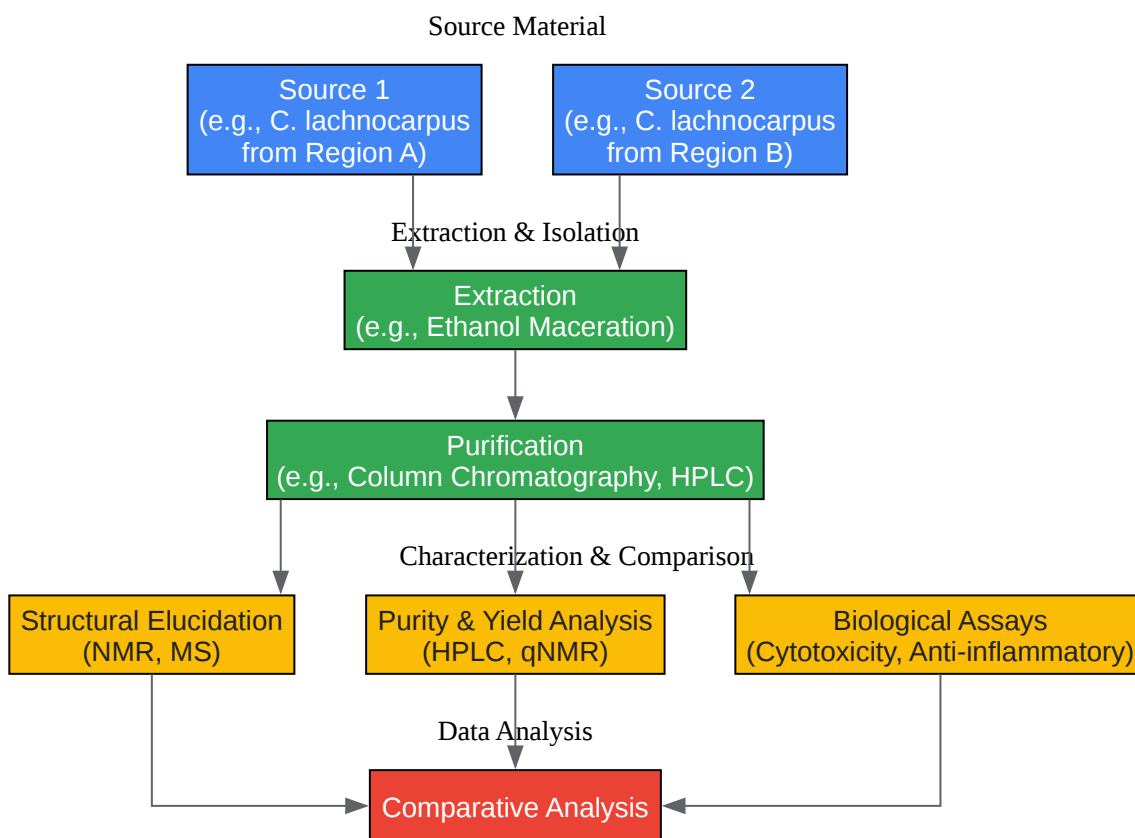 Source Material
Source 1
(e.g., C. lachnocarpus
from Region A)
Source 2
(e.g., C. lachnocarpus
from Region B)
Extraction & Isolation
Extraction
(e.g., Ethanol Maceration)
Purification
(e.g., Column Chromatography, HPLC)
Characterization & Comparison
Structural Elucidation
(NMR, MS)
Purity & Yield Analysis
(HPLC, qNMR)
Biological Assays
(Cytotoxicity, Anti-inflammatory)
Data Analysis
Comparative Analysis